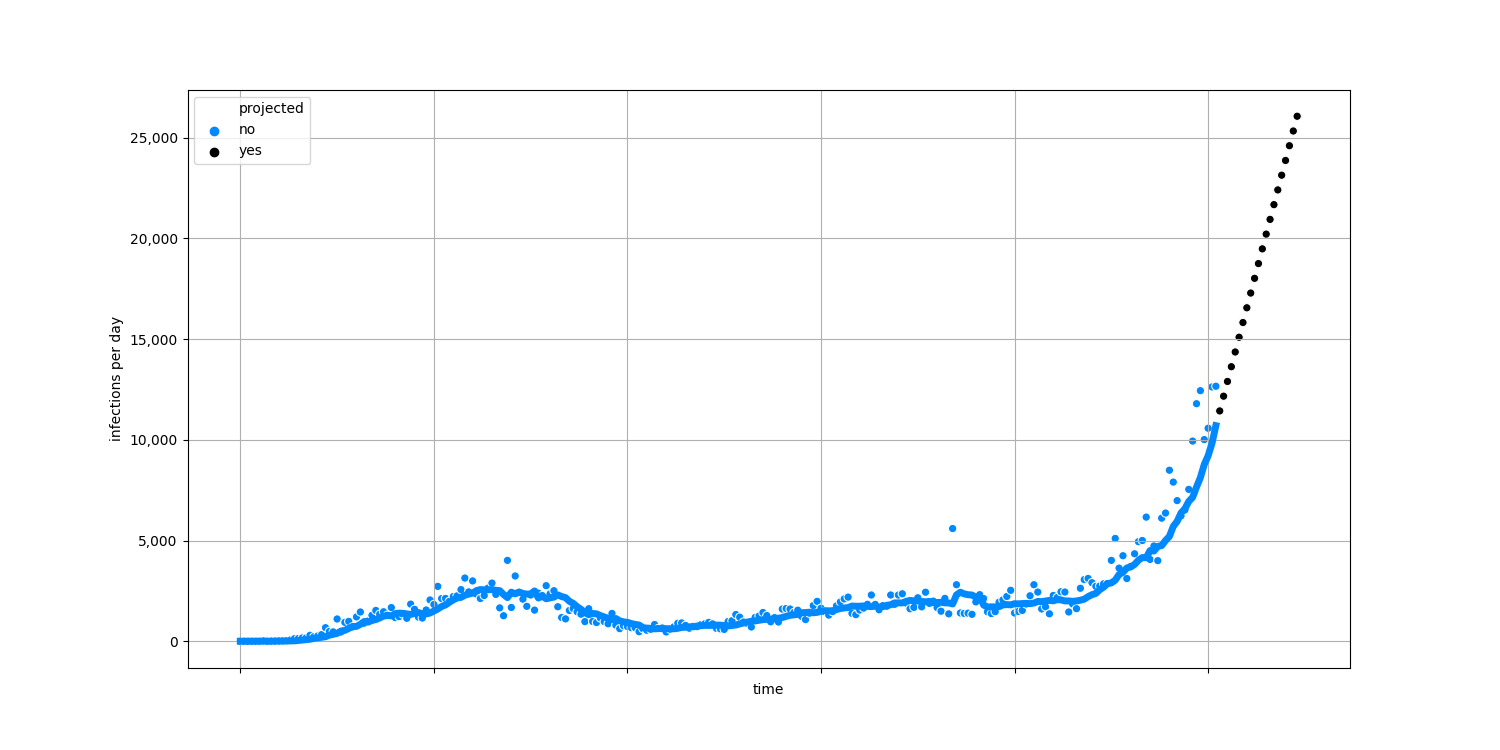 projected
no
yes
25,000
20,000
15,000
10,000
5,000
0
infections per day
time